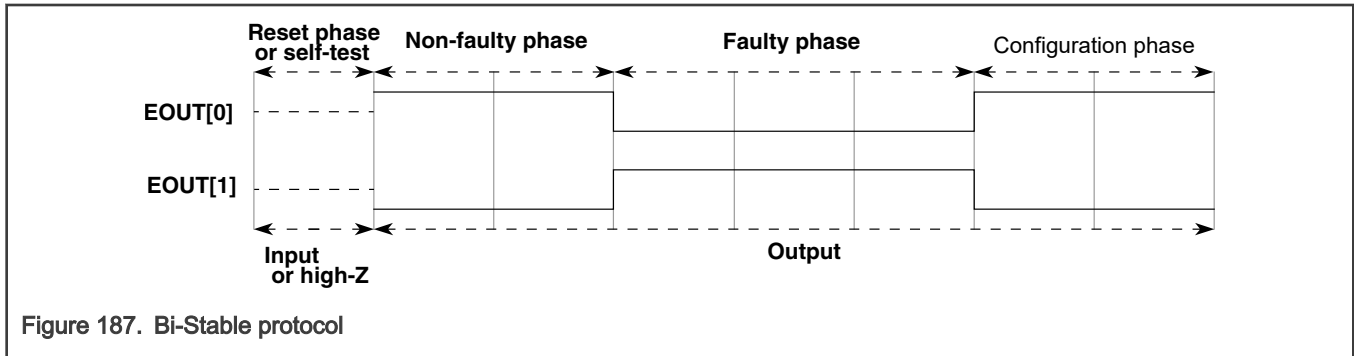 Reset phase
or self-test
Non-faulty phase
Faulty phase
Configuration phase
EOUT[0]
EOUT[1]
Input
or high-Z
Output
Figure 187. Bi-Stable protocol